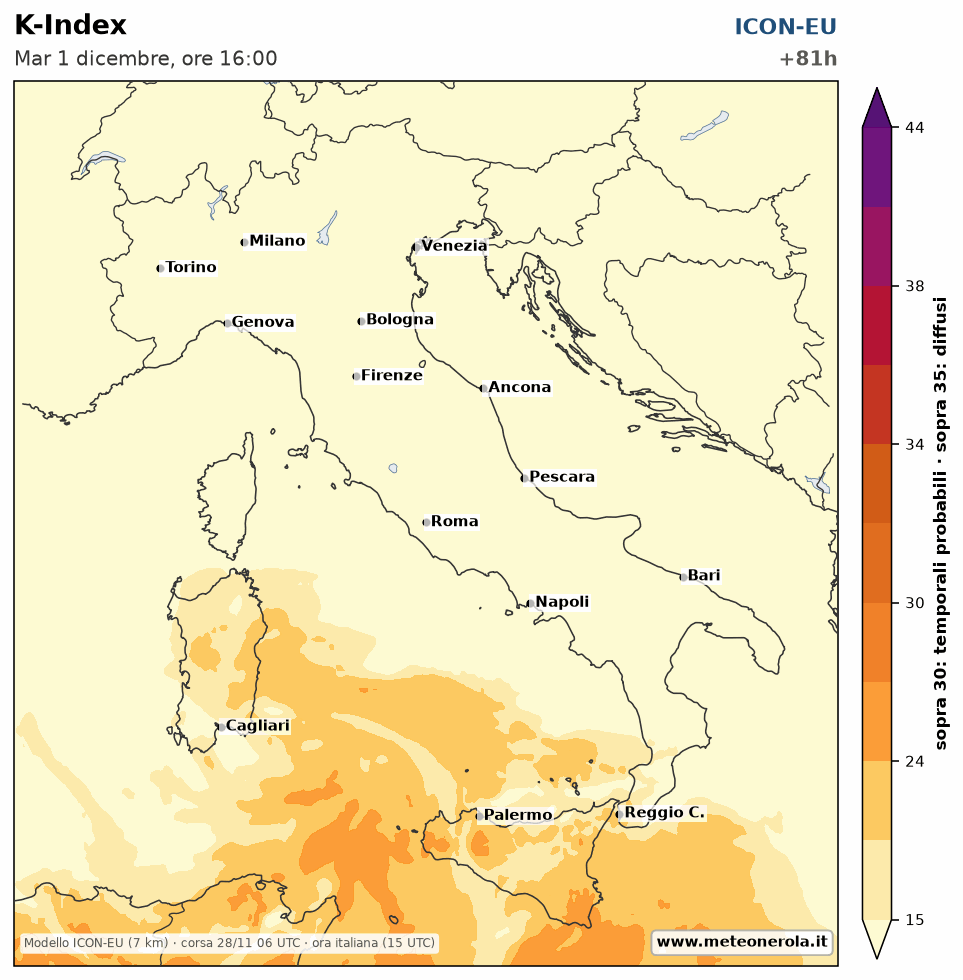 K-Index
ICON-EU
Mar 1 dicembre, ore 16:00
+81h
44
38
34
30
24
15
sopra 30: temporali probabili · sopra 35: diffusi
Milano
Venezia
Torino
Genova
Bologna
Firenze
Ancona
Pescara
Roma
Bari
Napoli
Cagliari
Palermo
Reggio C.
Modello ICON-EU (7 km) · corsa 28/11 06 UTC · ora italiana (15 UTC)
www.meteonerola.it